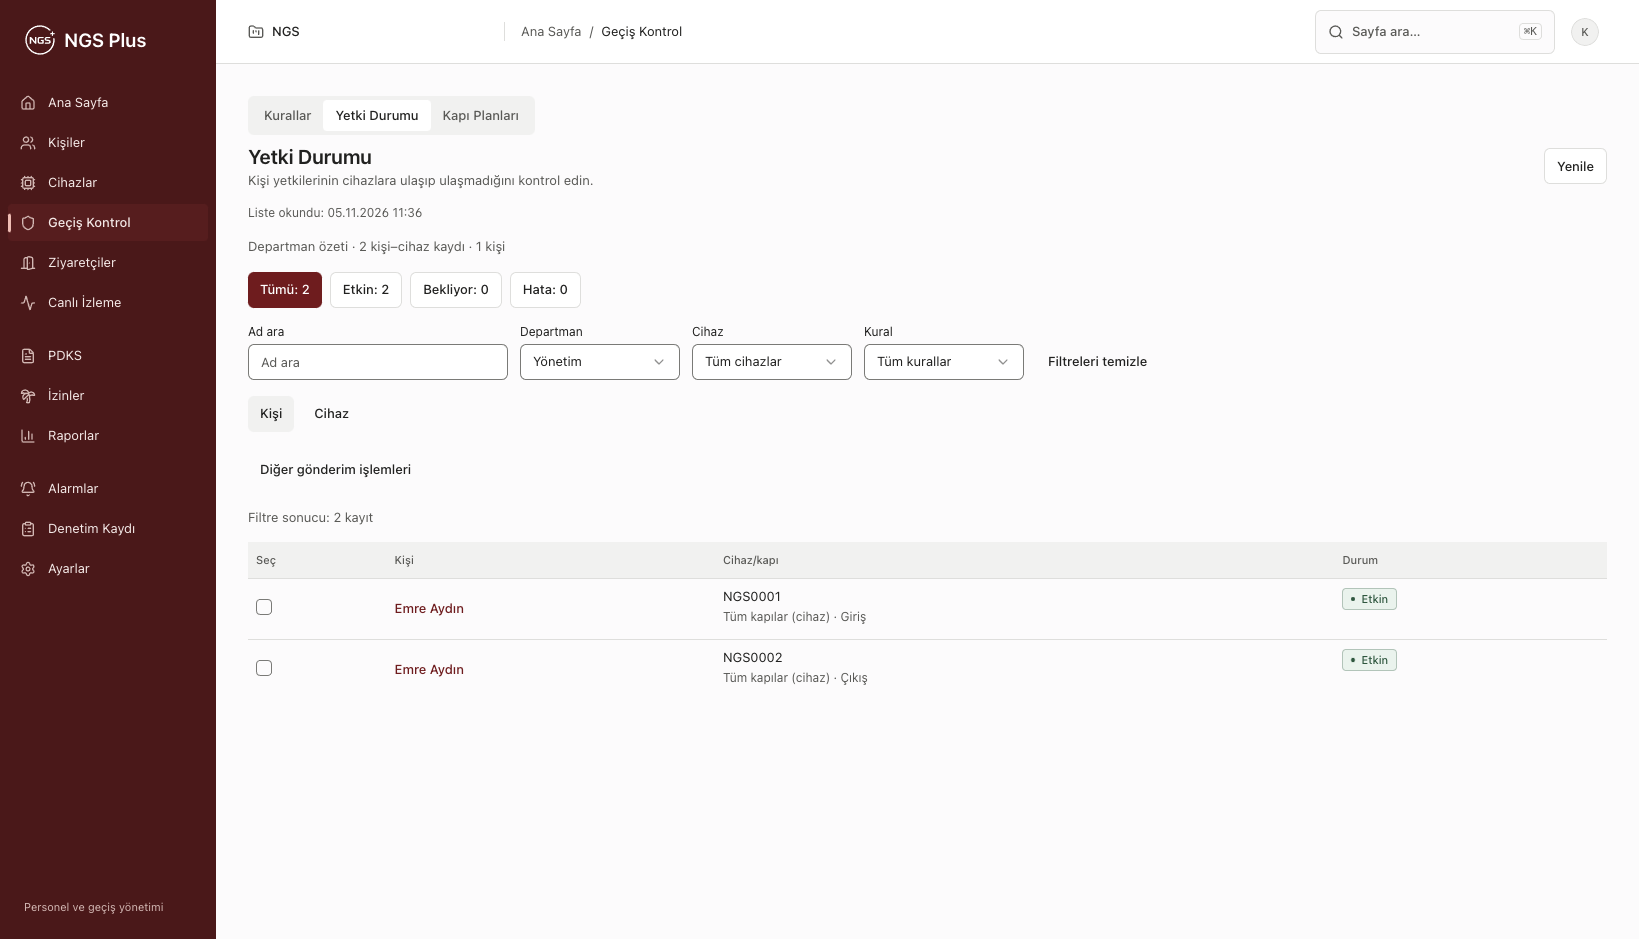 NGS+ NGS Plus
NGS
Ana Sayfa / Geçiş Kontrol
Sayfa ara...
⌘K
K
Ana Sayfa
Kişiler
Cihazlar
Geçiş Kontrol
Ziyaretçiler
Canlı İzleme
PDKS
İzinler
Raporlar
Alarmlar
Denetim Kaydı
Ayarlar
Personel ve geçiş yönetimi
Kurallar Yetki Durumu Kapı Planları
Yetki Durumu
Kişi yetkilerinin cihazlara ulaşıp ulaşmadığını kontrol edin.
Yenile
Liste okundu: 05.11.2026 11:36
Departman özeti · 2 kişi–cihaz kaydı · 1 kişi
Tümü: 2 Etkin: 2 Bekliyor: 0 Hata: 0
Ad ara Departman Cihaz Kural
Ad ara Yönetim Tüm cihazlar Tüm kurallar Filtreleri temizle
Kişi Cihaz
Diğer gönderim işlemleri
Filtre sonucu: 2 kayıt
Seç Kişi Cihaz/kapı Durum
Emre Aydın NGS0001 Etkin
Tüm kapılar (cihaz) · Giriş
Emre Aydın NGS0002 Etkin
Tüm kapılar (cihaz) · Çıkış